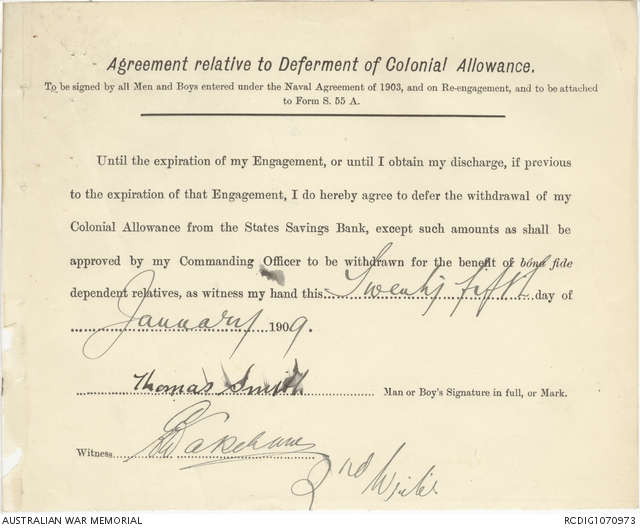 Agreement relative to Deferment of Colonial Allowance.
To be signed by all Men and Boys entered under the Naval Agreement of 1903, and on Re-engagement, and to be attached
to Form S. 55 A.
Until the expiration of my Engagement, or until I obtain my discharge, if previous
to the expiration of that Engagement, I do hereby agree to defer the withdrawal of my
Colonial Allowance from the States Savings Bank, except such amounts as shall be
approved by my Commanding Officer to be withdrawn for the benefit of bonâ fide
dependent relatives, as witness my hand this Twenty fifth day of
January 1909.
Thomas Smith Man or Boy's Signature in full, or Mark.
Witness
2nd Writer
AUSTRALIAN WAR MEMORIAL RCDIG1070973